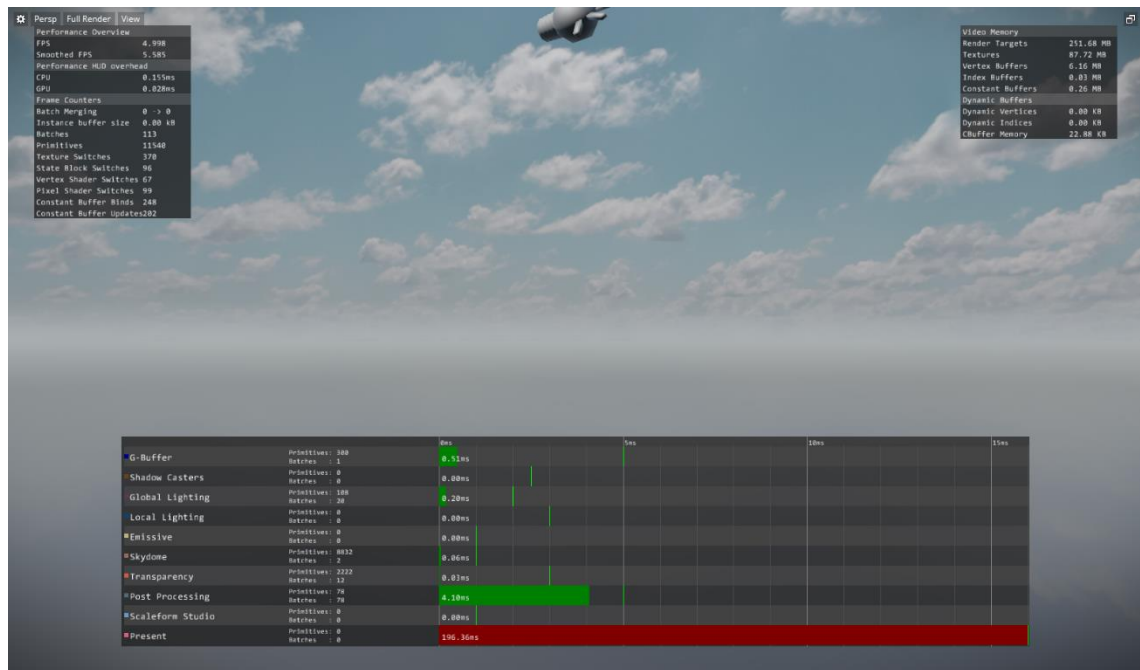 Persp Full Render View
Performance Overview
FPS 4.998
Smoothed FPS 5.585
Performance HUD overhead
CPU 0.155ms
GPU 0.028ms
Frame Counters
Batch Merging 0 -> 0
Instance buffer size 0.00 kB
Batches 113
Primitives 11540
Texture Switches 370
State Block Switches 96
Vertex Shader Switches 67
Pixel Shader Switches 99
Constant Buffer Binds 248
Constant Buffer Updates202
Video Memory
Render Targets 251.68 MB
Textures 87.72 MB
Vertex Buffers 6.16 MB
Index Buffers 0.03 MB
Constant Buffers 0.26 MB
Dynamic Buffers
Dynamic Vertices 0.00 KB
Dynamic Indices 0.00 KB
CBuffer Memory 22.88 KB
0ms 5ms 10ms 15ms
G-Buffer Primitives: 300 0.51ms
Batches : 1
Shadow Casters Primitives: 0 0.00ms
Batches : 0
Global Lighting Primitives: 108 0.20ms
Batches : 20
Local Lighting Primitives: 0 0.00ms
Batches : 0
Emissive Primitives: 0 0.00ms
Batches : 0
Skydome Primitives: 8832 0.06ms
Batches : 2
Transparency Primitives: 2222 0.03ms
Batches : 12
Post Processing Primitives: 78 4.10ms
Batches : 78
Scaleform Studio Primitives: 0 0.00ms
Batches : 0
Present Primitives: 0 196.36ms
Batches : 0